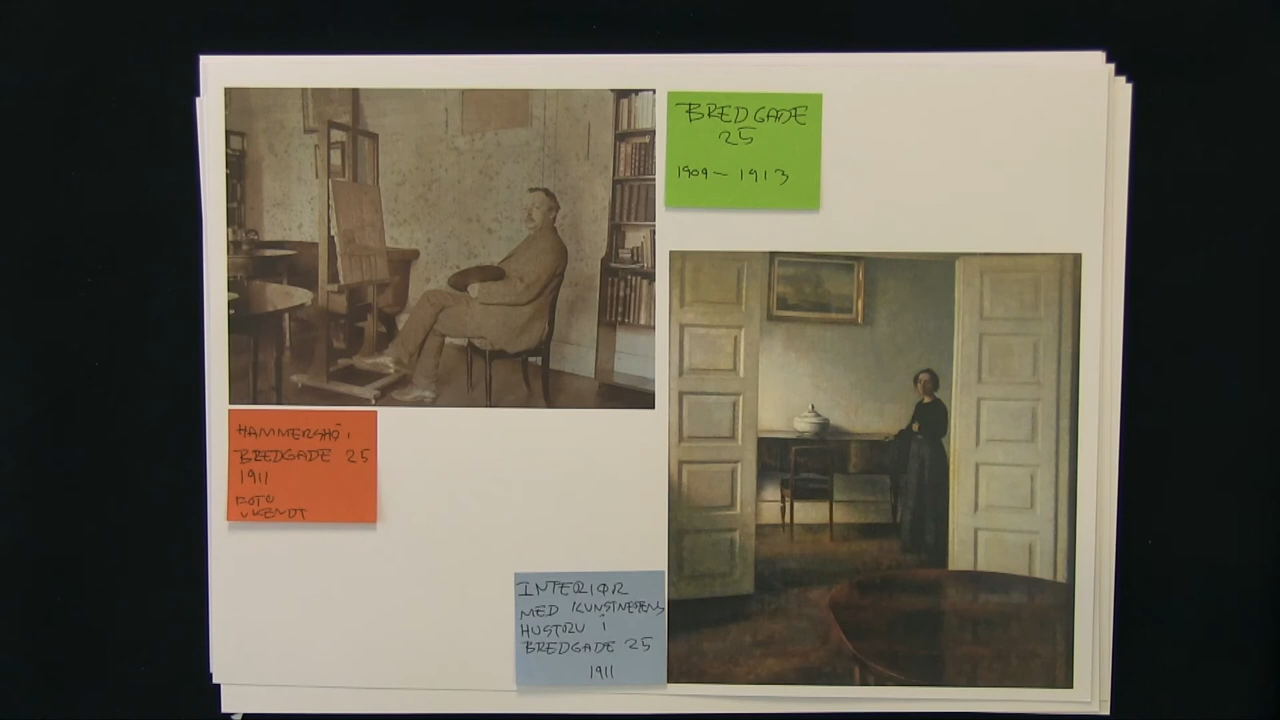 BREDGADE
25
1909 – 1913
HAMMERSHØI,
BREDGADE 25
1911
FOTO
UKENDT
INTERIØR
MED KUNSTNERENS
HUSTRU I
BREDGADE 25
1911